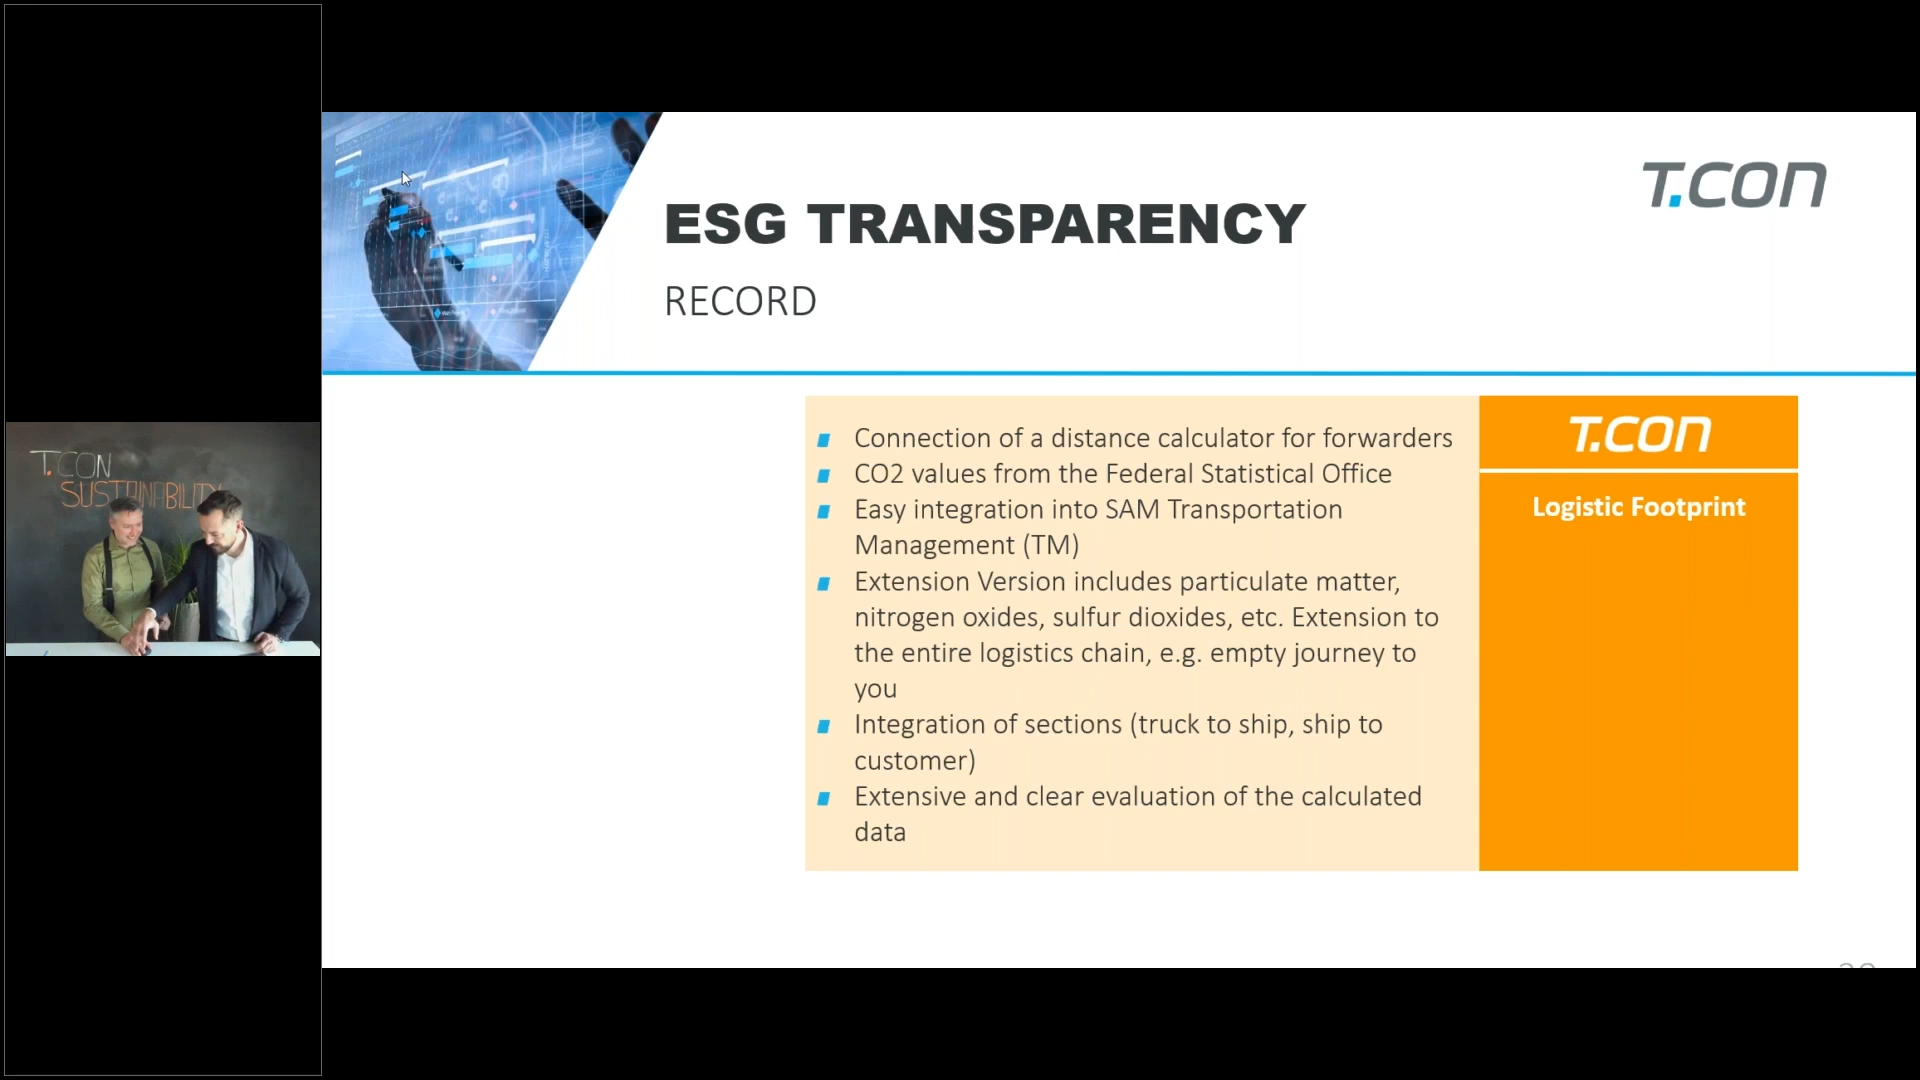 T.CON
SUSTAINABILITY
T.CON
ESG TRANSPARENCY
RECORD
Connection of a distance calculator for forwarders
CO2 values from the Federal Statistical Office
Easy integration into SAM Transportation
Management (TM)
Extension Version includes particulate matter,
nitrogen oxides, sulfur dioxides, etc. Extension to
the entire logistics chain, e.g. empty journey to
you
Integration of sections (truck to ship, ship to
customer)
Extensive and clear evaluation of the calculated
data
T.CON
Logistic Footprint